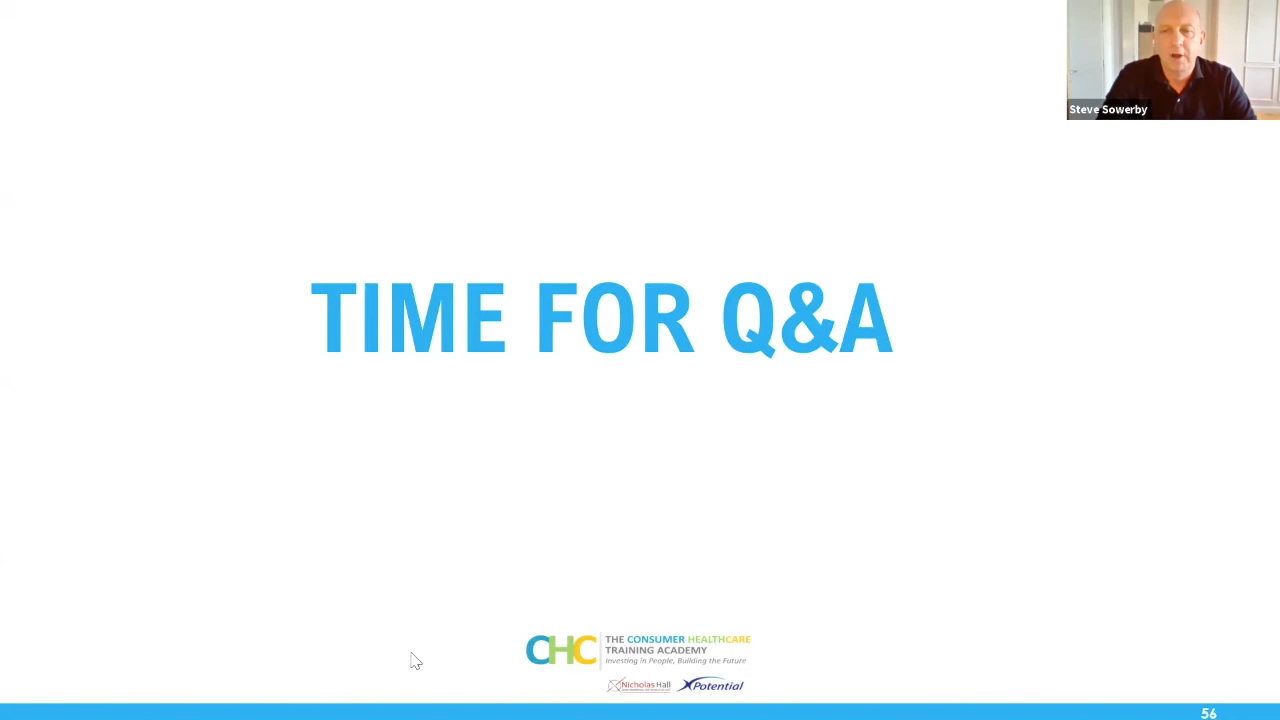 Steve Sowerby
TIME FOR Q&A
CHC
THE CONSUMER HEALTHCARE
TRAINING ACADEMY
Investing in People, Building the Future
Nicholas Hall
XPotential
56